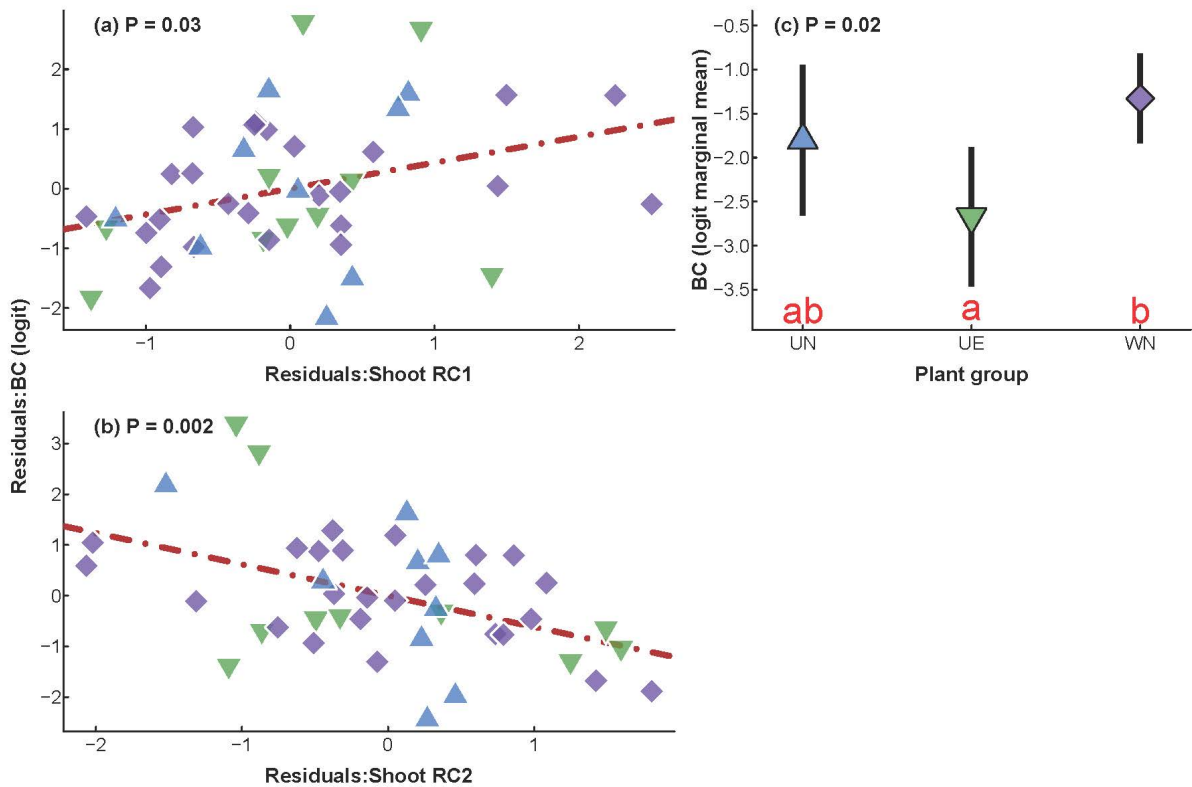 Residuals:BC (logit)
(a) P = 0.03
2
1
0
−1
−2
−1
0
1
2
Residuals:Shoot RC1
(b) P = 0.002
3
2
1
0
−1
−2
−2
−1
0
1
Residuals:Shoot RC2
(c) P = 0.02
BC (logit marginal mean)
−0.5
−1.0
−1.5
−2.0
−2.5
−3.0
−3.5
ab
a
b
UN
UE
WN
Plant group